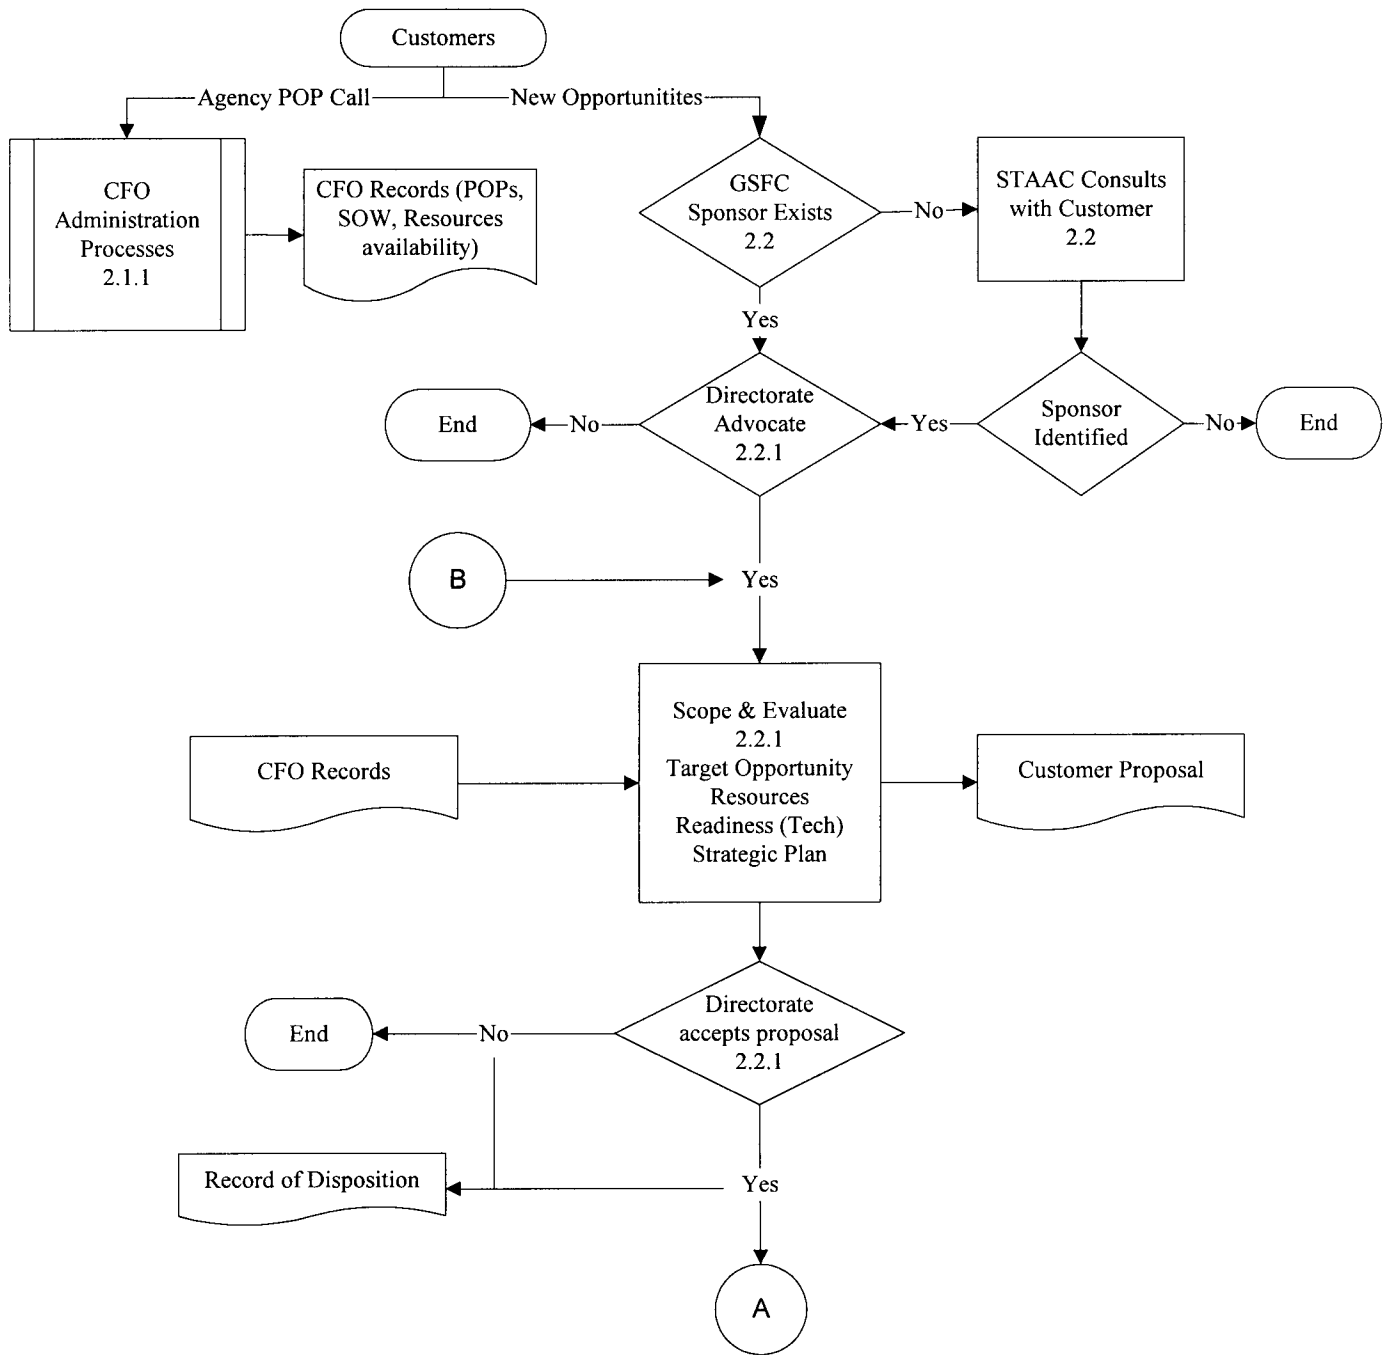 Customers
Agency POP Call
New Opportunitites
CFO
Administration
Processes
2.1.1
CFO Records (POPs,
SOW, Resources
availability)
GSFC
Sponsor Exists
2.2
No
STAAC Consults
with Customer
2.2
Yes
End
No
Directorate
Advocate
2.2.1
Yes
Sponsor
Identified
No
End
B
Yes
CFO Records
Scope & Evaluate
2.2.1
Target Opportunity
Resources
Readiness (Tech)
Strategic Plan
Customer Proposal
End
No
Directorate
accepts proposal
2.2.1
Record of Disposition
Yes
A